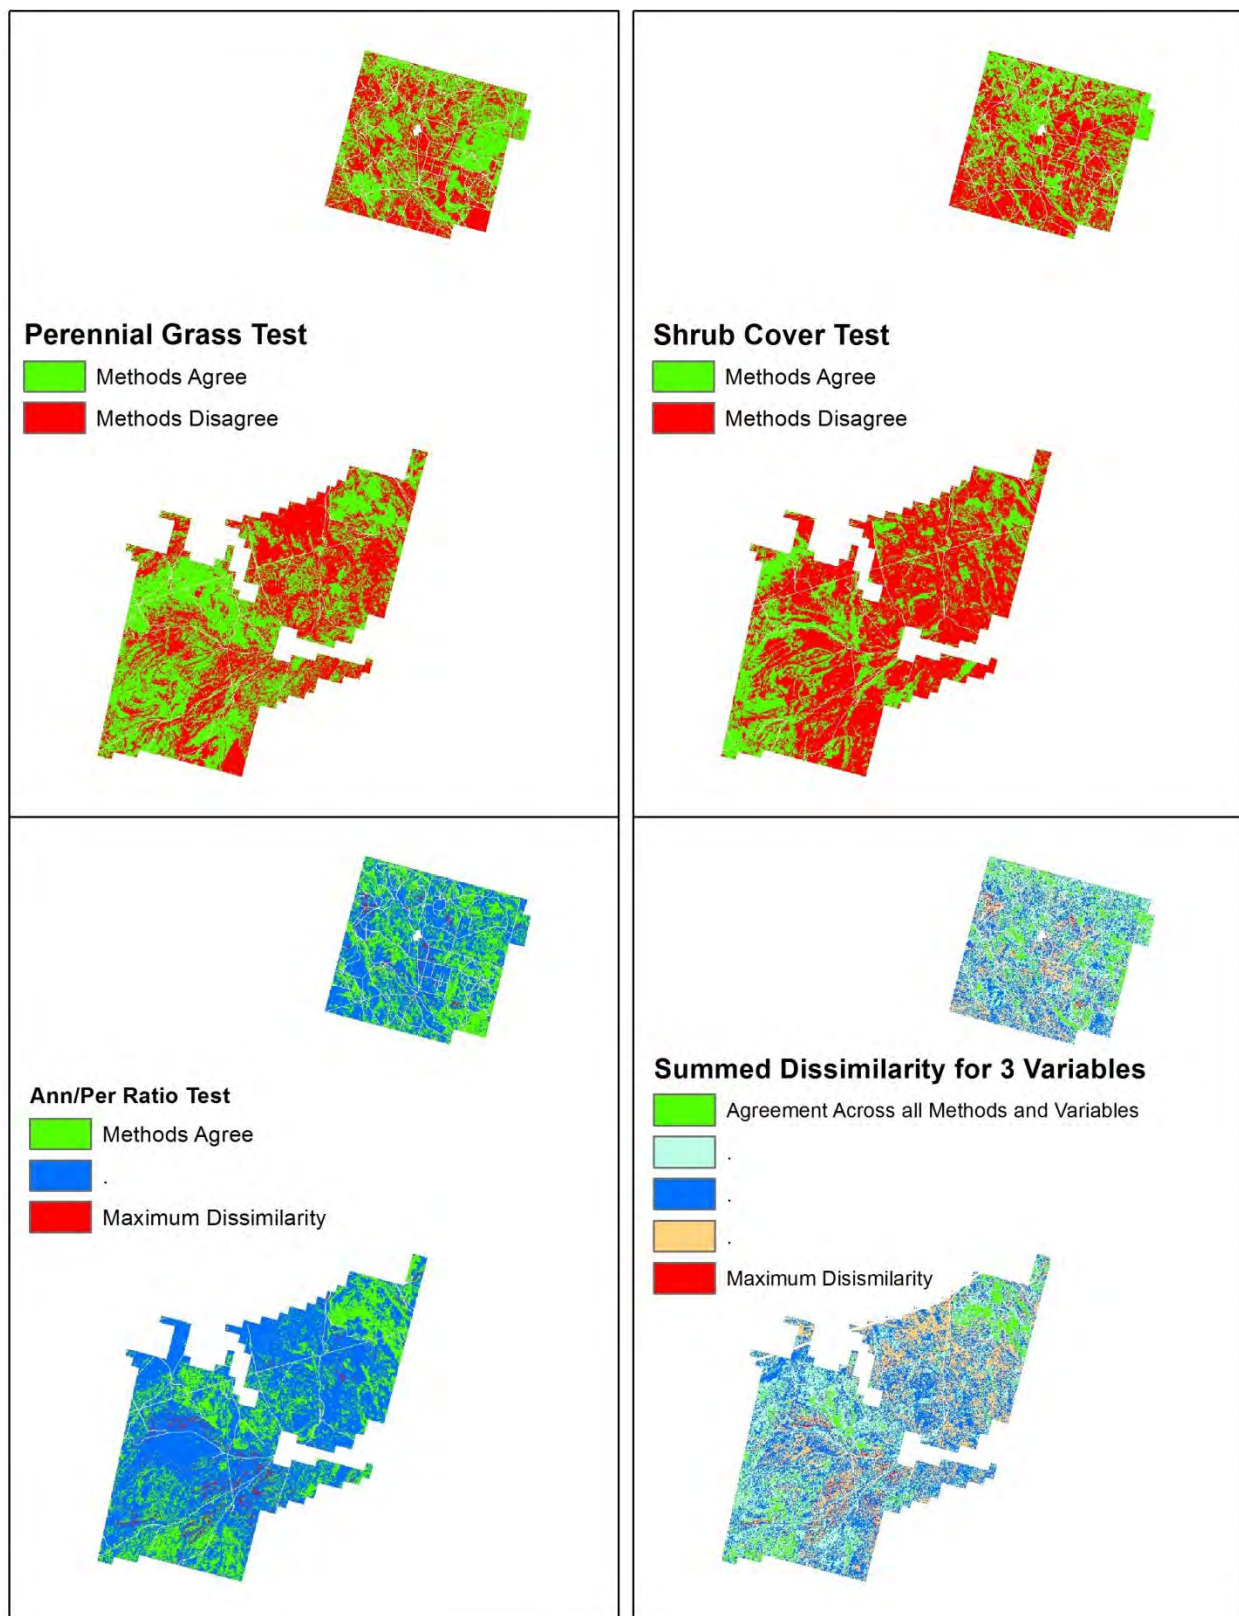 Perennial Grass Test
Methods Agree
Methods Disagree
Shrub Cover Test
Methods Agree
Methods Disagree
Ann/Per Ratio Test
Methods Agree
.
Maximum Dissimilarity
Summed Dissimilarity for 3 Variables
Agreement Across all Methods and Variables
.
.
.
Maximum Disismilarity